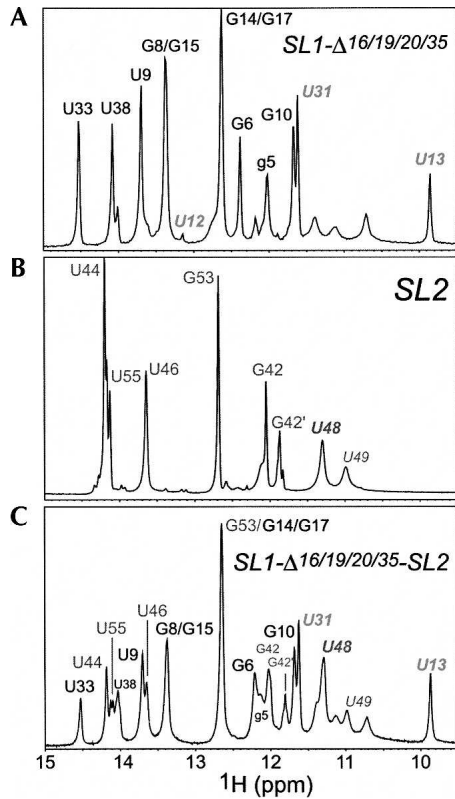 A
SL1-Δ16/19/20/35
G14/G17
G8/G15
U9
U33
U38
U31
G10
G6
g5
U13
U12
B
SL2
U44
G53
U55
U46
G42
G42'
U48
U49
C
SL1-Δ16/19/20/35-SL2
G53/G14/G17
U46
U55
U9
G8/G15
U44
U38
U33
U31
G10
G42
G42'
G6
g5
U48
U49
U13
15 14 13 12 11 10
1H (ppm)